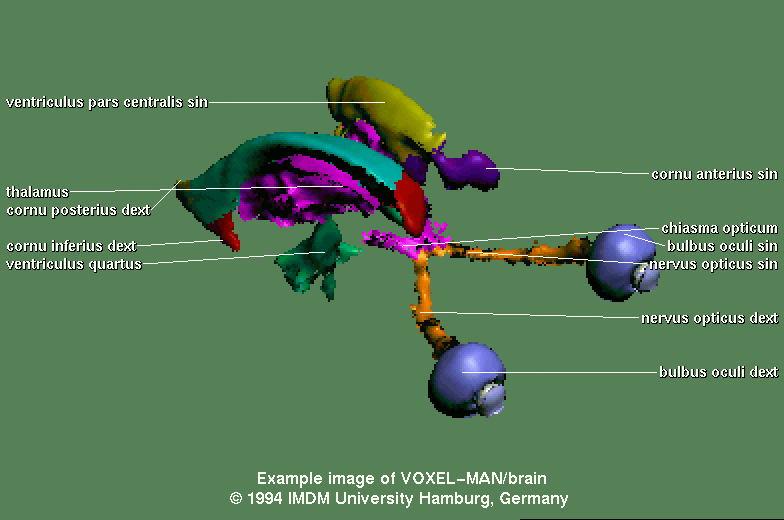 ventriculus pars centralis sin
cornu anterius sin
thalamus
cornu posterius dext
chiasma opticum
cornu inferius dext
bulbus oculi sin
ventriculus quartus
nervus opticus sin
nervus opticus dext
bulbus oculi dext
Example image of VOXEL-MAN/brain
© 1994 IMDM University Hamburg, Germany